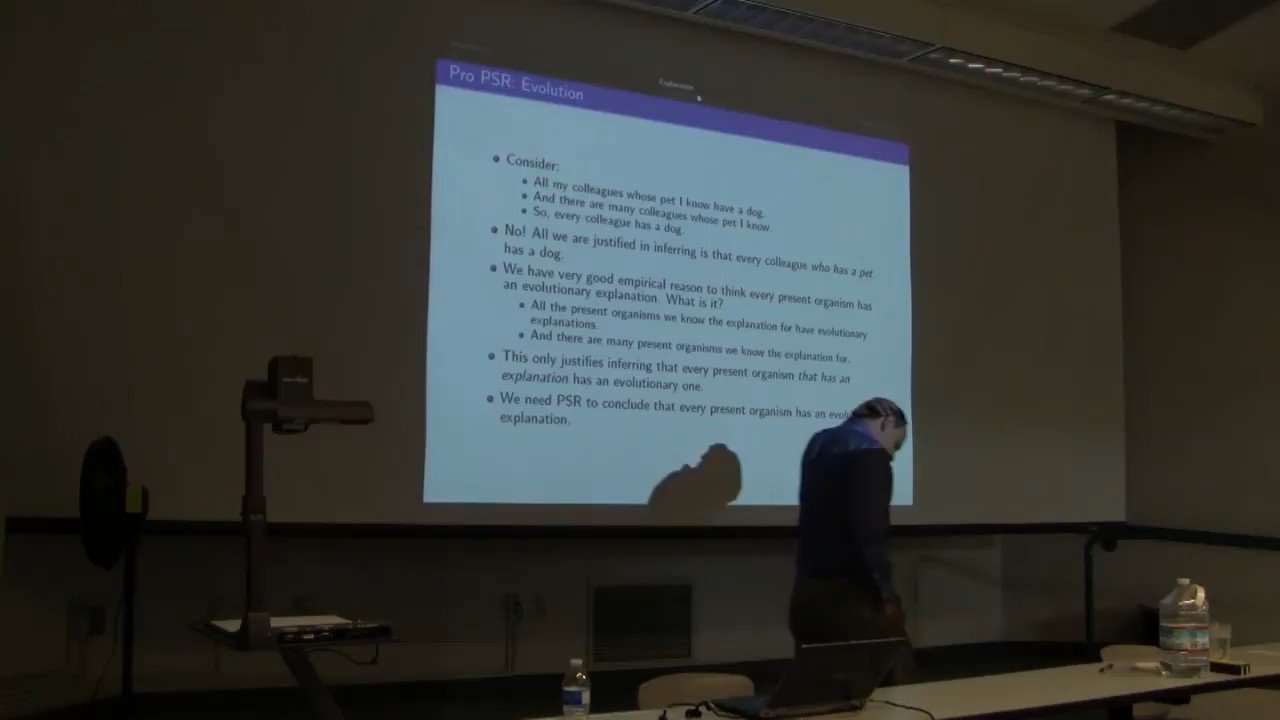 Explanation
Pro PSR: Evolution
Consider:
All my colleagues whose pet I know have a dog.
And there are many colleagues whose pet I know.
So, every colleague has a dog.
No! All we are justified in inferring is that every colleague who has a pet
has a dog.
We have very good empirical reason to think every present organism has
an evolutionary explanation. What is it?
All the present organisms we know the explanation for have evolutionary
explanations.
And there are many present organisms we know the explanation for.
This only justifies inferring that every present organism that has an
explanation has an evolutionary one.
We need PSR to conclude that every present organism has an evolu
explanation.